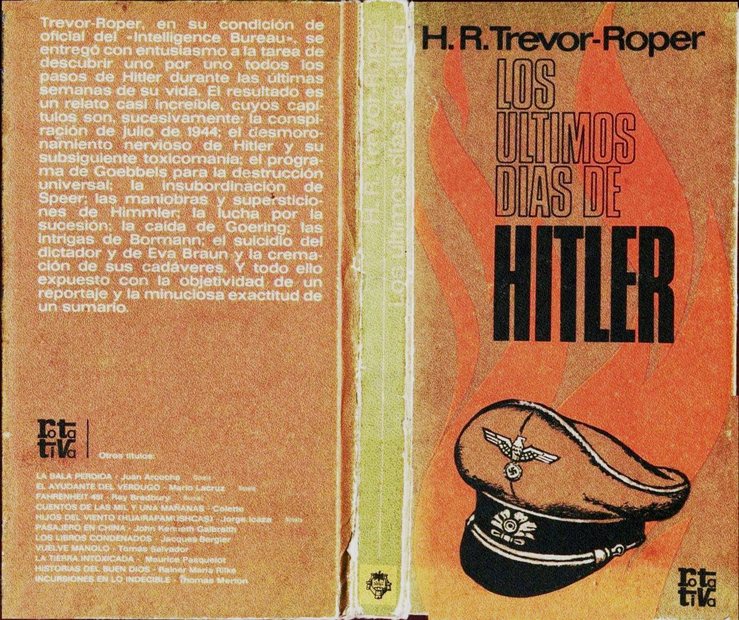 Trevor-Roper, en su condición de
oficial del «Intelligence Bureau», se
entregó con entusiasmo a la tarea de
descubrir uno por uno todos los
pasos de Hitler durante las últimas
semanas de su vida. El resultado es
un relato casi increíble, cuyos capí-
tulos son, sucesivamente: la conspi-
ración de julio de 1944; el desmoro-
namiento nervioso de Hitler y su
subsiguiente toxicomanía; el progra-
ma de Goebbels para la destrucción
universal; la insubordinación de
Speer; las maniobras y supersticio-
nes de Himmler; la lucha por la
sucesión; la caída de Goering; las
intrigas de Bormann; el suicidio del
dictador y de Eva Braun y la crema-
ción de sus cadáveres. Y todo ello
expuesto con la objetividad de un
reportaje y la minuciosa exactitud de
un sumario.
rota
tiva
Otros títulos:
LA BALA PERDIDA / Juan Arcocha
EL AYUDANTE DEL VERDUGO - Mario Lacruz
FAHRENHEIT 451 - Ray Bradbury
CUENTOS DE LAS MIL Y UNA MAÑANAS - Colette
HIJOS DEL VIENTO (HUAIRAPAMUSHCAS) - Jorge Icaza
PASAJERO EN CHINA - John Kenneth Galbraith
LOS LIBROS CONDENADOS - Jacques Bergier
VUELVE MANOLO - Tomás Salvador
LA TIERRA INTOXICADA - Maurice Pasquelot
HISTORIAS DEL BUEN DIOS - Rainer Maria Rilke
INCURSIONES EN LO INDECIBLE - Thomas Merton
H. R. Trevor-Roper
Los últimos días de Hitler
H. R. Trevor-Roper
LOS
ULTIMOS
DIAS DE
HITLER
rota
tiva